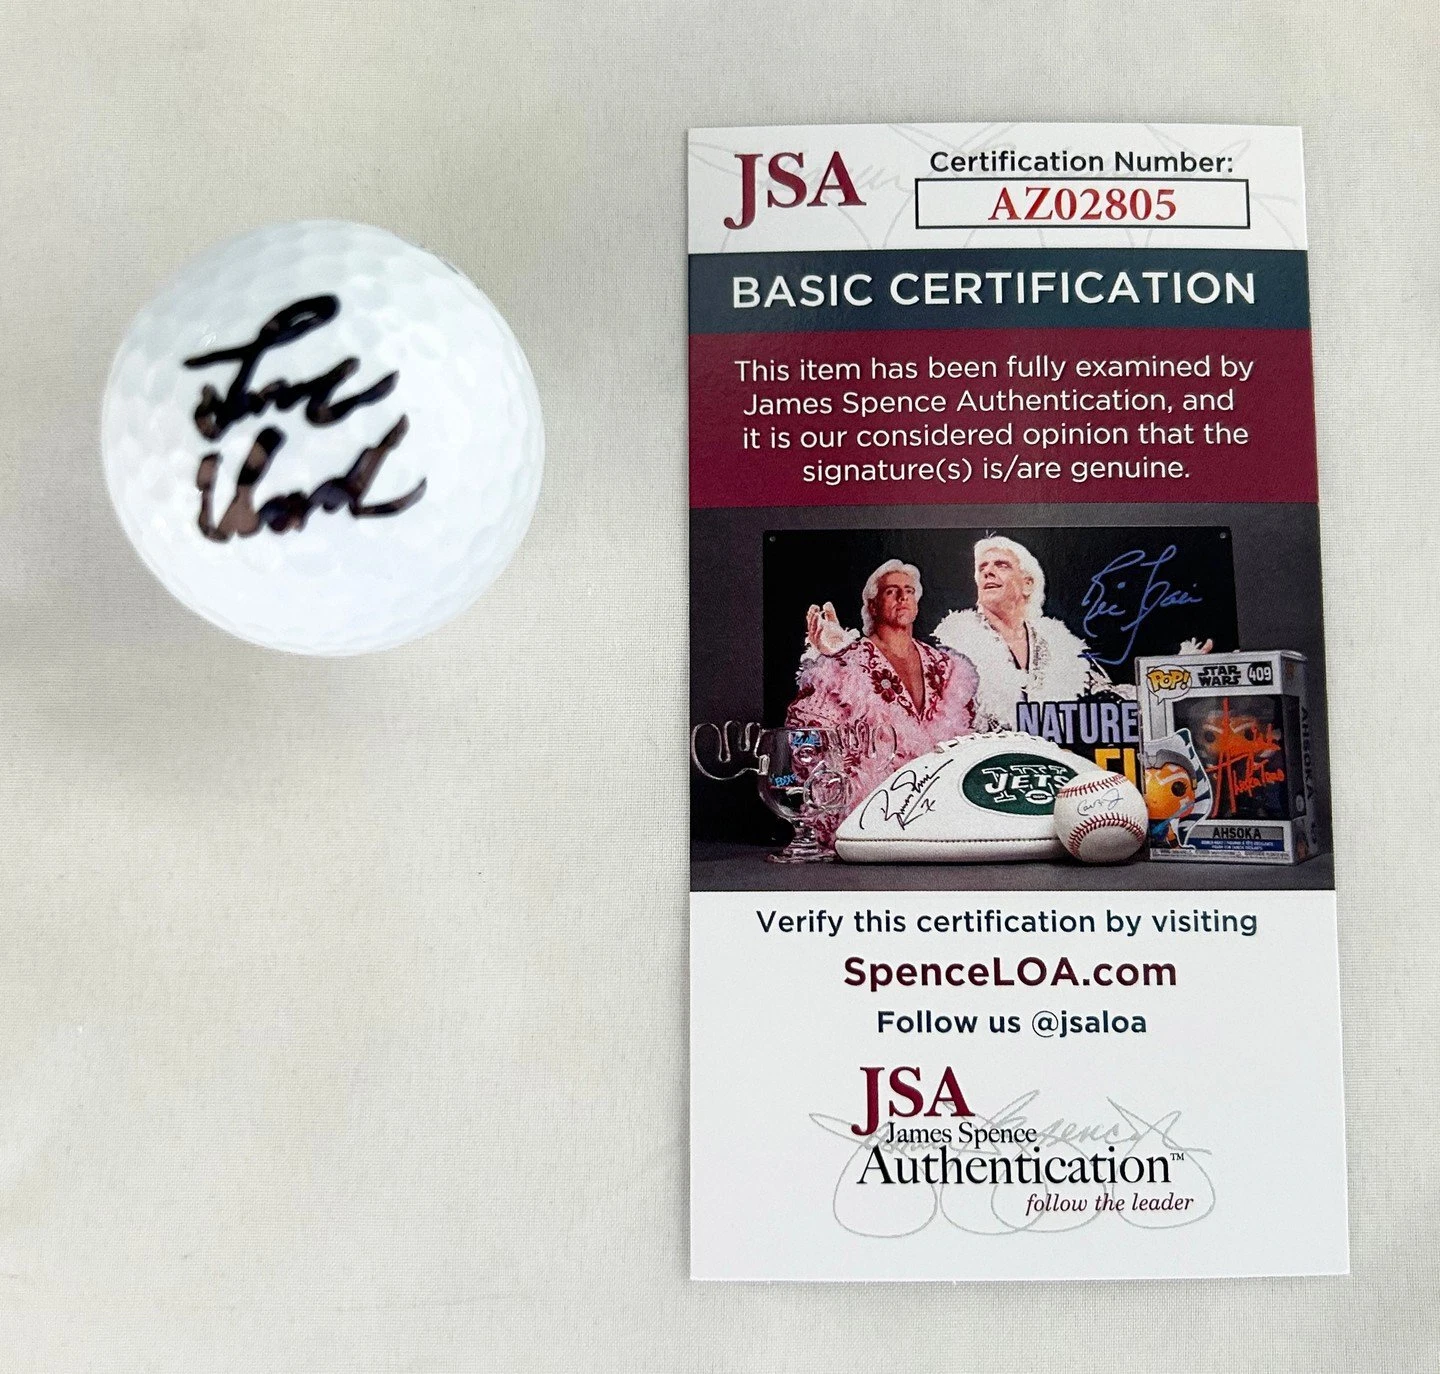 JSA
Certification Number:
AZ02805
BASIC CERTIFICATION
This item has been fully examined by
James Spence Authentication, and
it is our considered opinion that the
signature(s) is/are genuine.
NATURE
POP!
STAR
WARS
409
JETS
AHSOKA
AHSOKA
Verify this certification by visiting
SpenceLOA.com
Follow us @jsaloa
JSA
James Spence
Authentication™
follow the leader